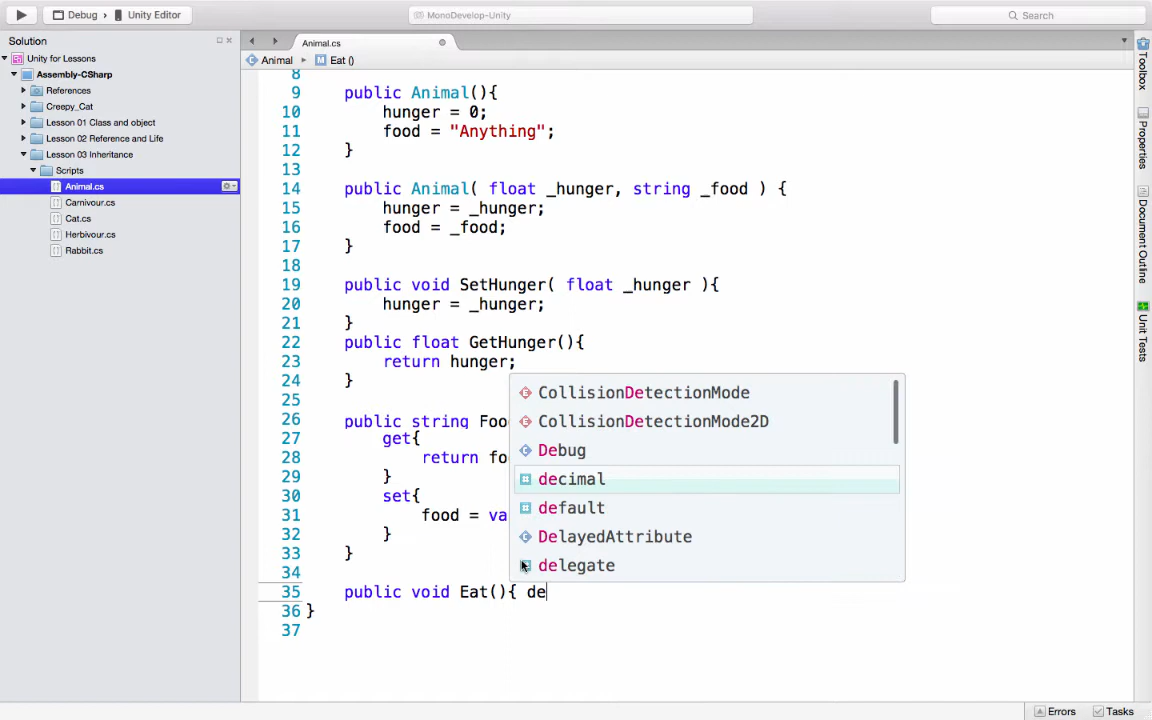 Debug › Unity Editor
MonoDevelop-Unity
Search
Solution
Unity for Lessons
Assembly-CSharp
References
Creepy_Cat
Lesson 01 Class and object
Lesson 02 Reference and Life
Lesson 03 Inheritance
Scripts
Animal.cs
Carnivour.cs
Cat.cs
Herbivour.cs
Rabbit.cs
Animal.cs
Animal ▸ Eat ()
8
9 public Animal(){
10 hunger = 0;
11 food = "Anything";
12 }
13
14 public Animal( float _hunger, string _food ) {
15 hunger = _hunger;
16 food = _food;
17 }
18
19 public void SetHunger( float _hunger ){
20 hunger = _hunger;
21 }
22 public float GetHunger(){
23 return hunger;
24 }
25
26 public string Foo
27 get{
28 return fo
29 }
30 set{
31 food = va
32 }
33 }
34
35 public void Eat(){ de
36 }
37
CollisionDetectionMode
CollisionDetectionMode2D
Debug
decimal
default
DelayedAttribute
delegate
Toolbox
Properties
Document Outline
Unit Tests
Errors
Tasks